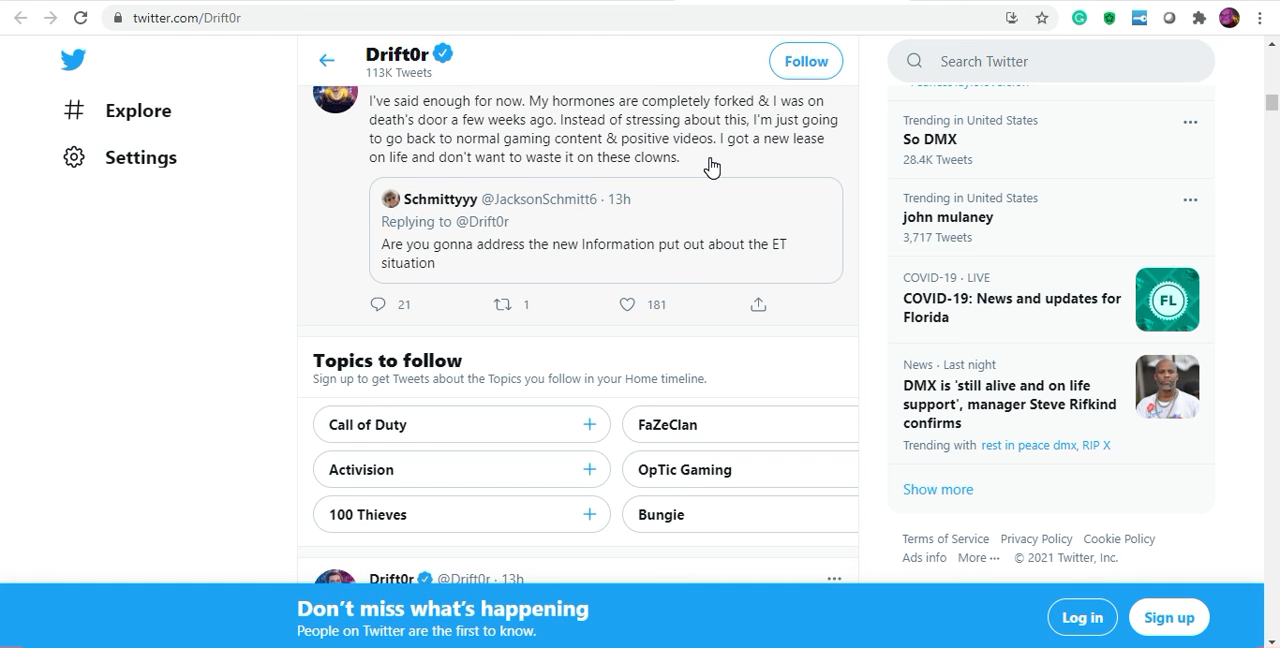 twitter.com/Drift0r
Drift0r
113K Tweets
Follow
Search Twitter
Explore
Settings
I've said enough for now. My hormones are completely forked & I was on
death's door a few weeks ago. Instead of stressing about this, I'm just going
to go back to normal gaming content & positive videos. I got a new lease
on life and don't want to waste it on these clowns.
Schmittyyy @JacksonSchmitt6 · 13h
Replying to @Drift0r
Are you gonna address the new Information put out about the ET
situation
21
1
181
Topics to follow
Sign up to get Tweets about the Topics you follow in your Home timeline.
Call of Duty +
FaZeClan
Activision +
OpTic Gaming
100 Thieves +
Bungie
Drift0r @Drift0r · 13h
Trending in United States
So DMX
28.4K Tweets
Trending in United States
john mulaney
3,717 Tweets
COVID-19 · LIVE
COVID-19: News and updates for
Florida
FL
News · Last night
DMX is 'still alive and on life
support', manager Steve Rifkind
confirms
Trending with rest in peace dmx, RIP X
Show more
Terms of Service Privacy Policy Cookie Policy
Ads info More ··· © 2021 Twitter, Inc.
Don't miss what's happening
People on Twitter are the first to know.
Log in
Sign up